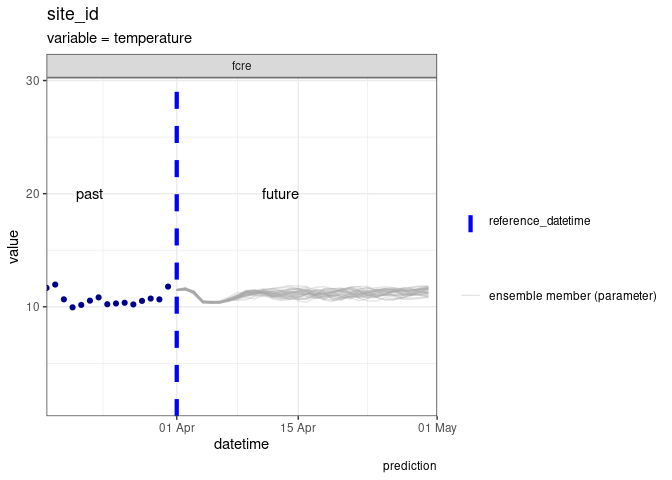 site_id
variable = temperature
fcre
30
20
10
value
past
future
01 Apr
15 Apr
01 May
datetime
prediction
reference_datetime
ensemble member (parameter)